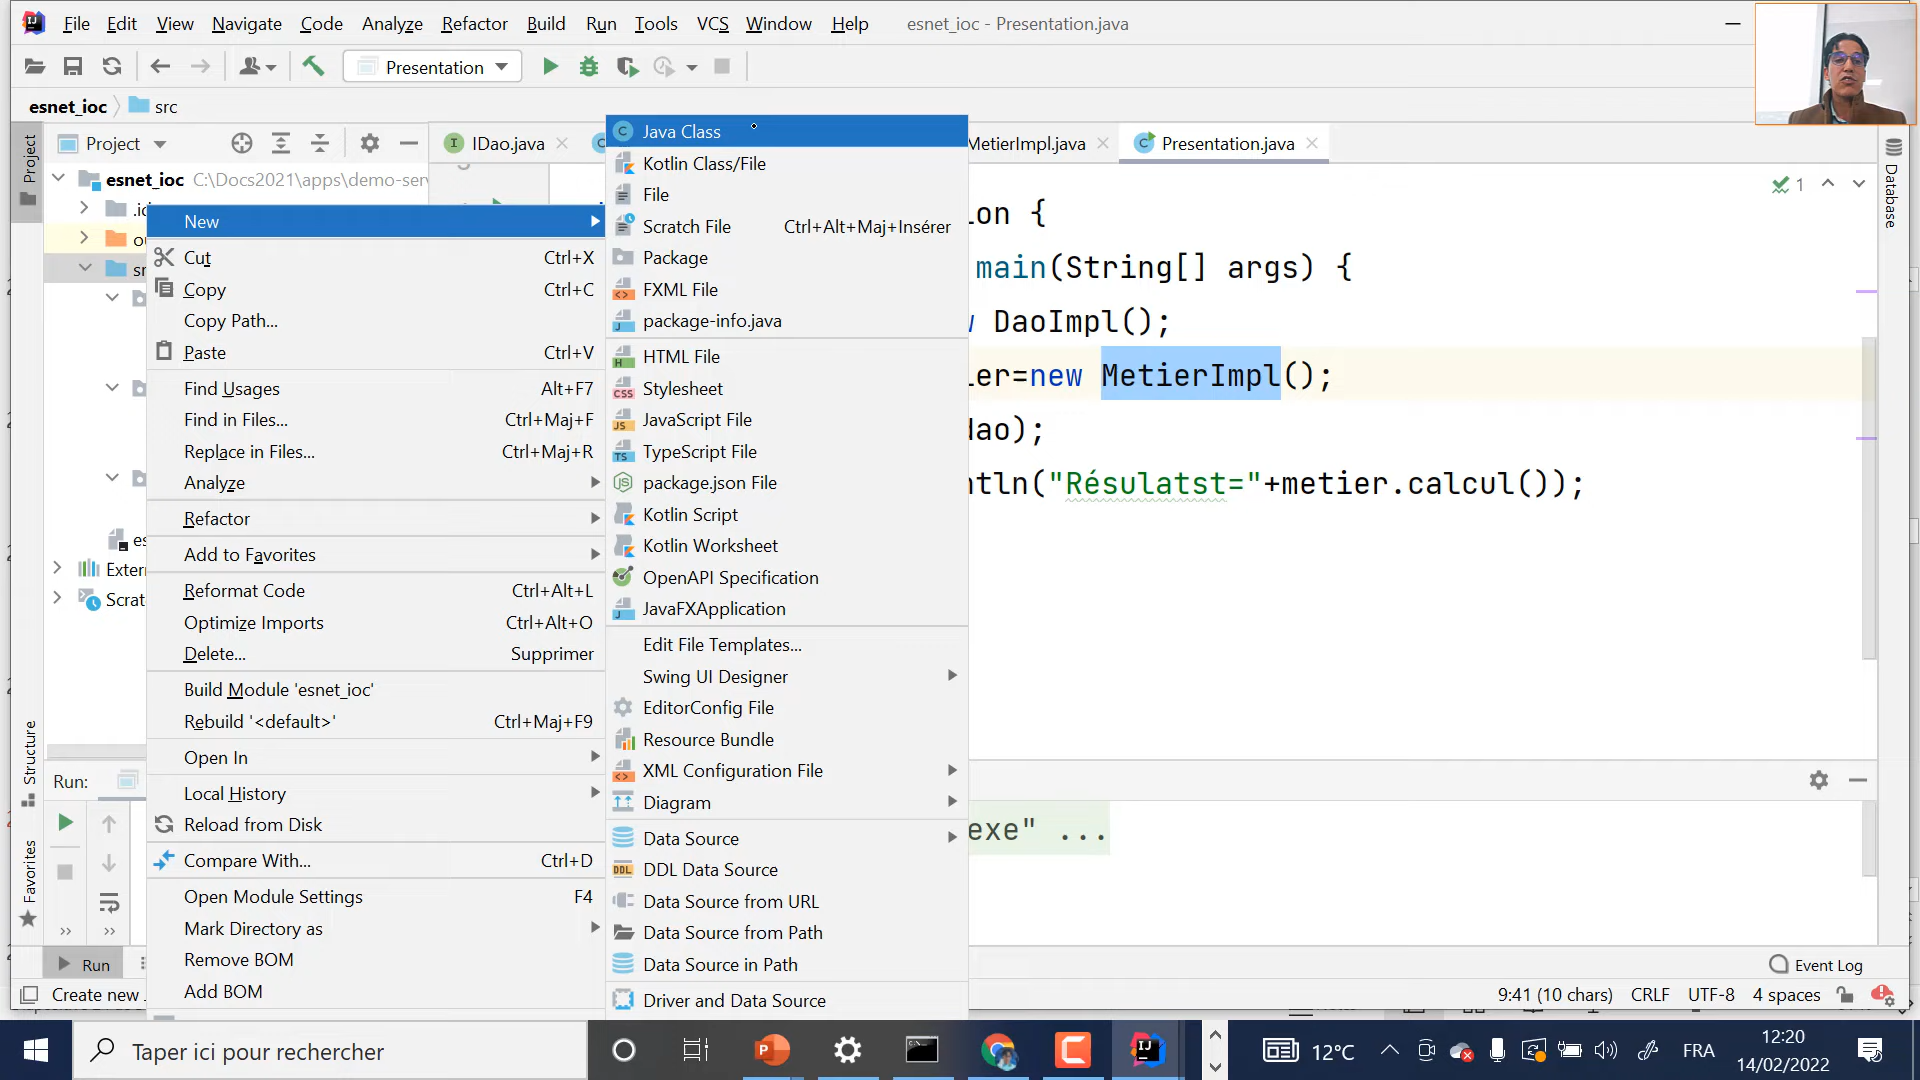 File Edit View Navigate Code Analyze Refactor Build Run Tools VCS Window Help esnet_ioc - Presentation.java
Presentation
esnet_ioc src
Project
IDao.java
MetierImpl.java
Presentation.java
Project
Structure
Favorites
Database
esnet_ioc C:\Docs2021\apps\demo-serv
New
Cut Ctrl+X
Copy Ctrl+C
Copy Path...
Paste Ctrl+V
Find Usages Alt+F7
Find in Files... Ctrl+Maj+F
Replace in Files... Ctrl+Maj+R
Analyze
Refactor
Add to Favorites
Reformat Code Ctrl+Alt+L
Optimize Imports Ctrl+Alt+O
Delete... Supprimer
Build Module 'esnet_ioc'
Rebuild '<default>' Ctrl+Maj+F9
Open In
Local History
Reload from Disk
Compare With... Ctrl+D
Open Module Settings F4
Mark Directory as
Remove BOM
Add BOM
Java Class
Kotlin Class/File
File
Scratch File Ctrl+Alt+Maj+Insérer
Package
FXML File
package-info.java
HTML File
Stylesheet
JavaScript File
TypeScript File
package.json File
Kotlin Script
Kotlin Worksheet
OpenAPI Specification
JavaFXApplication
Edit File Templates...
Swing UI Designer
EditorConfig File
Resource Bundle
XML Configuration File
Diagram
Data Source
DDL Data Source
Data Source from URL
Data Source from Path
Data Source in Path
Driver and Data Source
1
ion {
main(String[] args) {
w DaoImpl();
ier=new MetierImpl();
dao);
ntln("Résulatst="+metier.calcul());
Exter
Scrat
Run:
exe" ...
Run
Event Log
Create new 9:41 (10 chars) CRLF UTF-8 4 spaces
Taper ici pour rechercher
12°C
FRA
12:20
14/02/2022